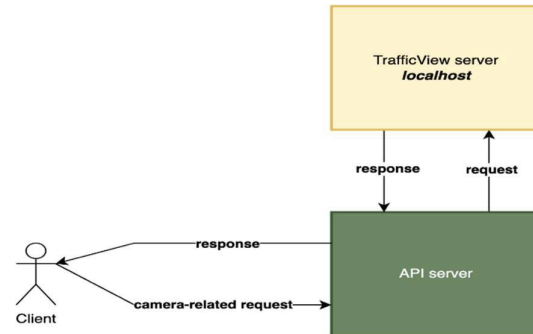 TrafficView server
localhost
response
request
response
API server
camera-related request
Client